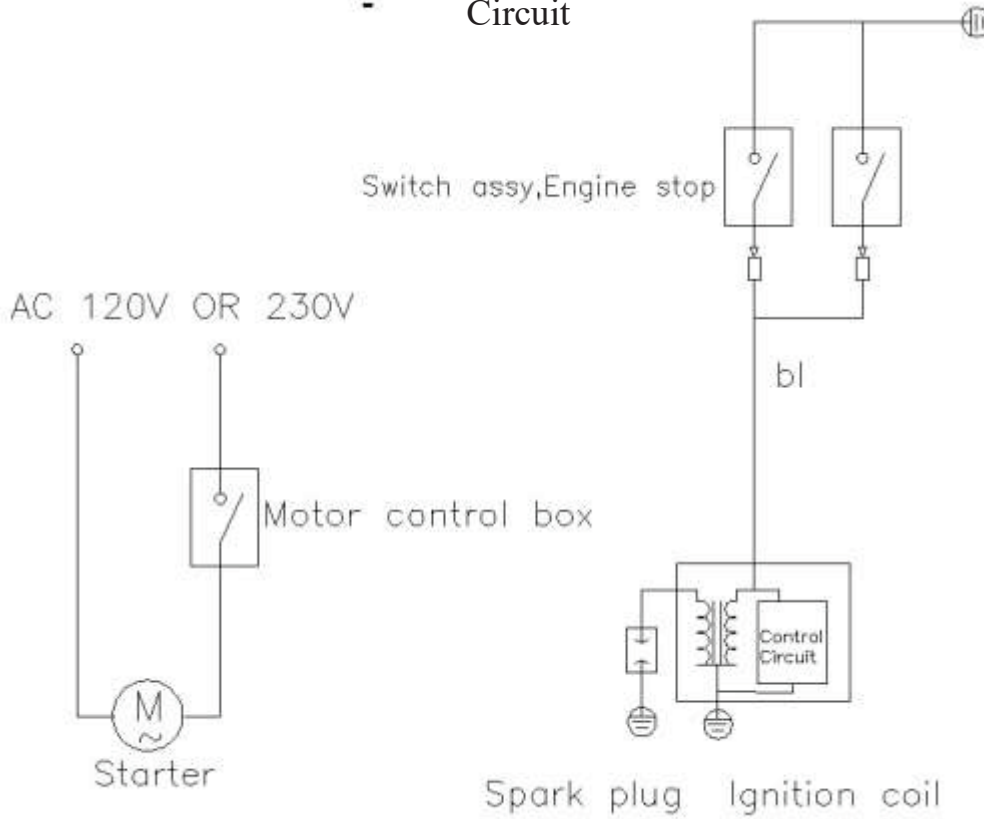 Circuit
Switch assy,Engine stop
AC 120V OR 230V
bl
Motor control box
Control
Circuit
M
Starter
Spark plug Ignition coil